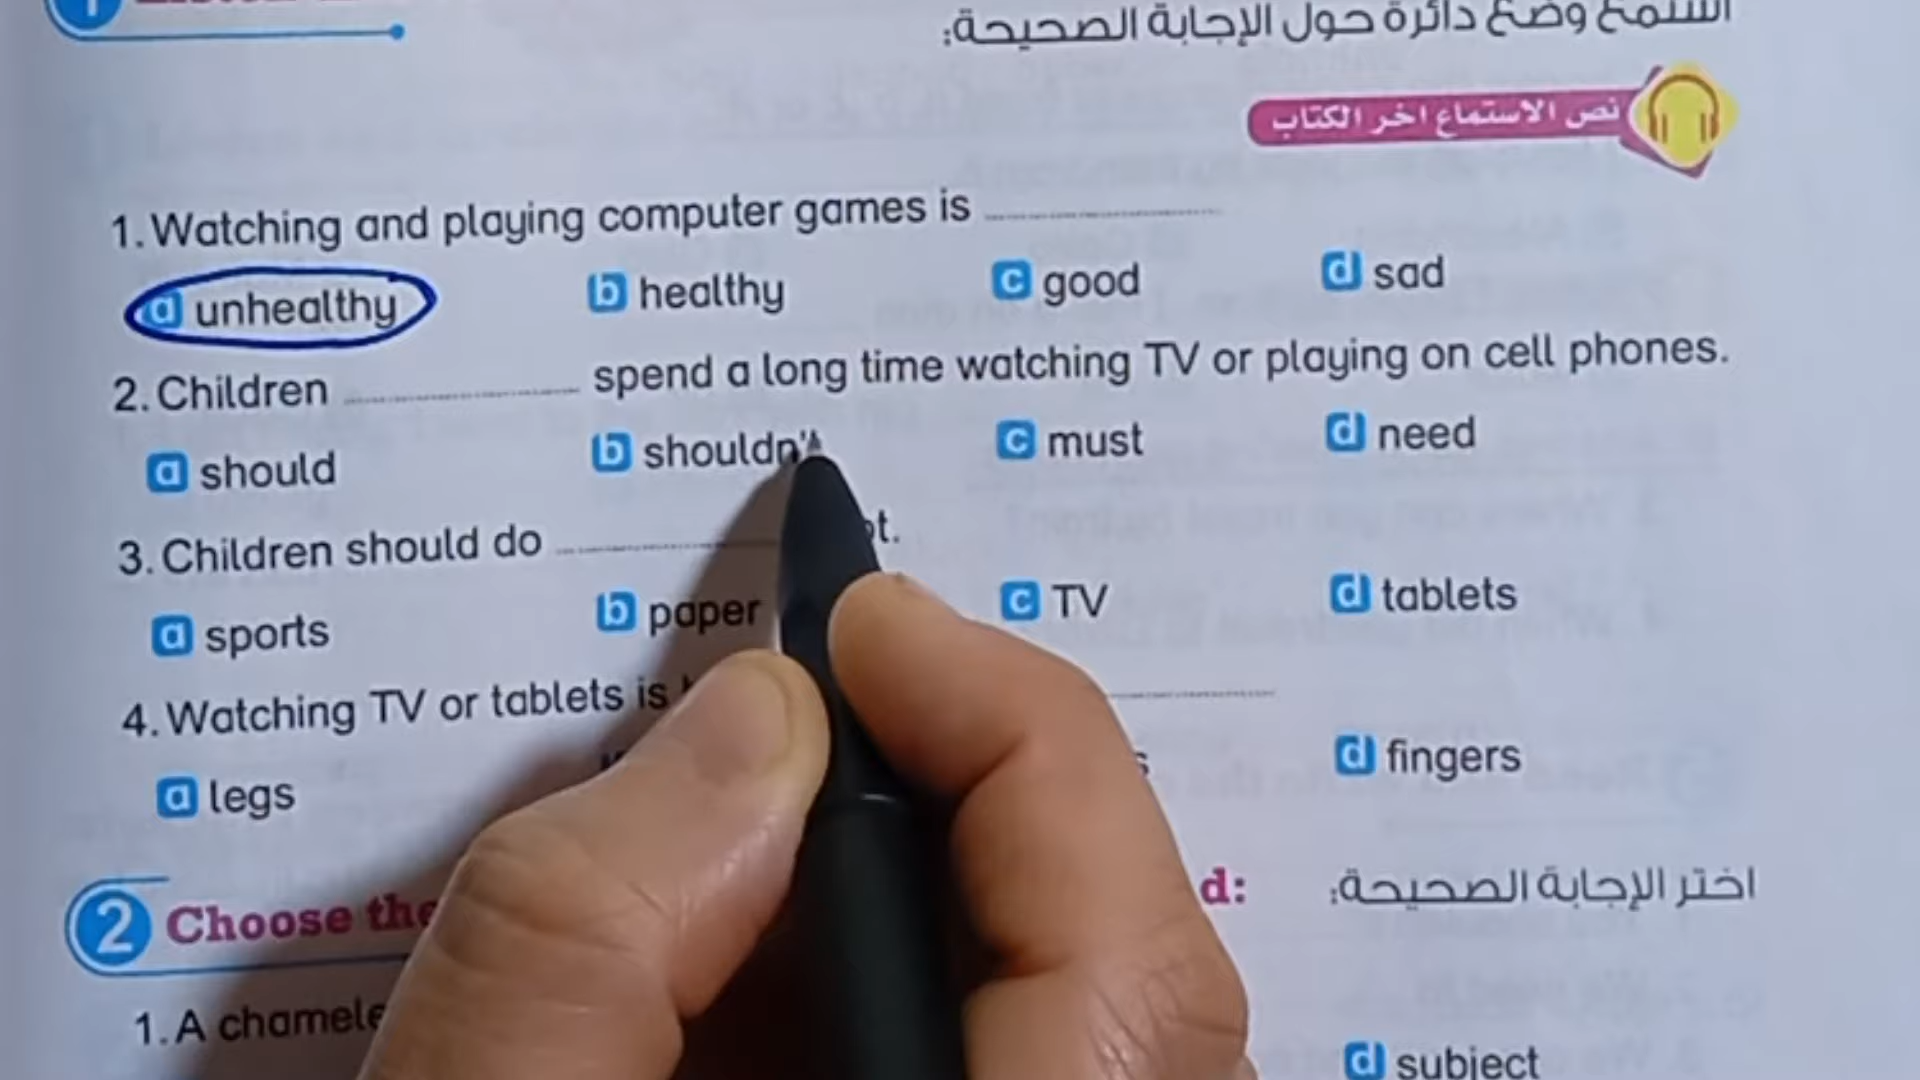 1
استمع وضع دائرة حول الإجابة الصحيحة:
نص الاستماع اخر الكتاب
1. Watching and playing computer games is
a unhealthy b healthy c good d sad
2. Children spend a long time watching TV or playing on cell phones.
a should b shouldn't c must d need
3. Children should do
a sports b paper c TV d tablets
4. Watching TV or tablets is
a legs d fingers
2 Choose the d: اختر الإجابة الصحيحة:
1. A
d subject